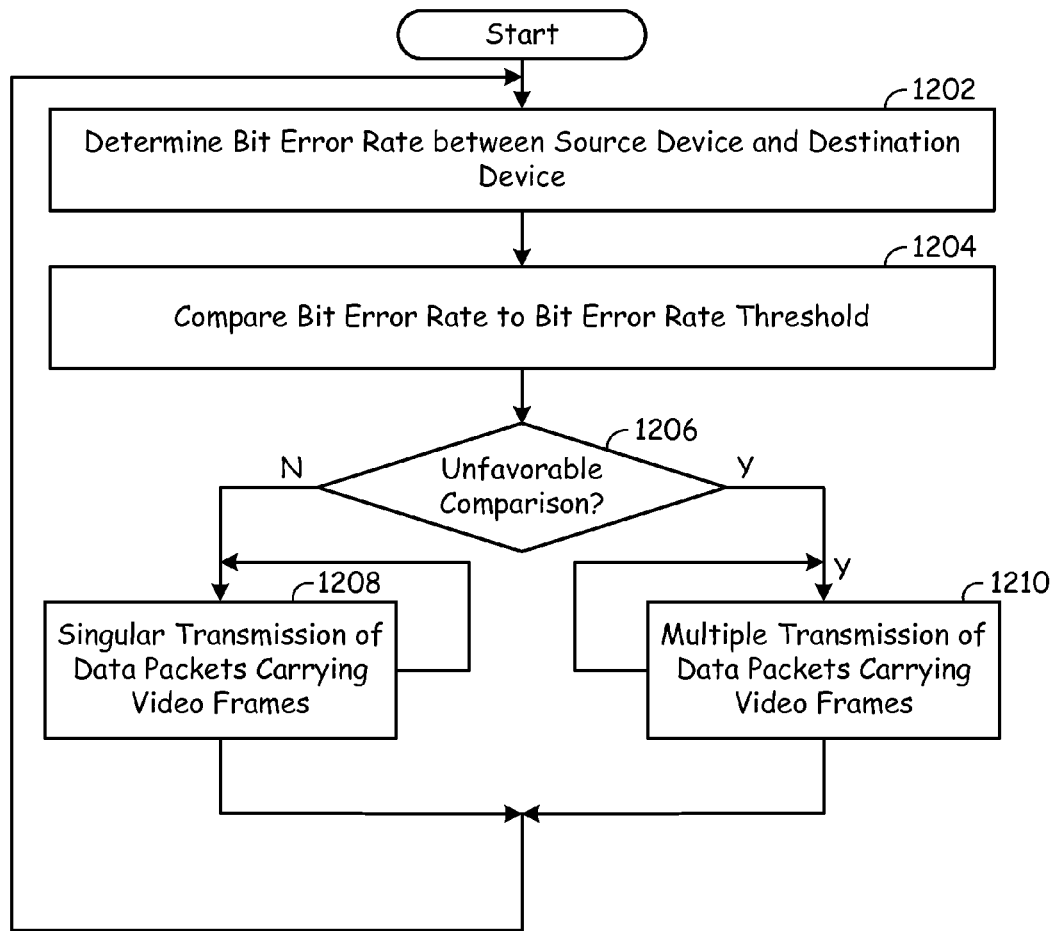 Start
1202
Determine Bit Error Rate between Source Device and Destination
Device
1204
Compare Bit Error Rate to Bit Error Rate Threshold
1206
N
Unfavorable
Comparison?
Y
Y
1208
Singular Transmission of
Data Packets Carrying
Video Frames
1210
Multiple Transmission of
Data Packets Carrying
Video Frames